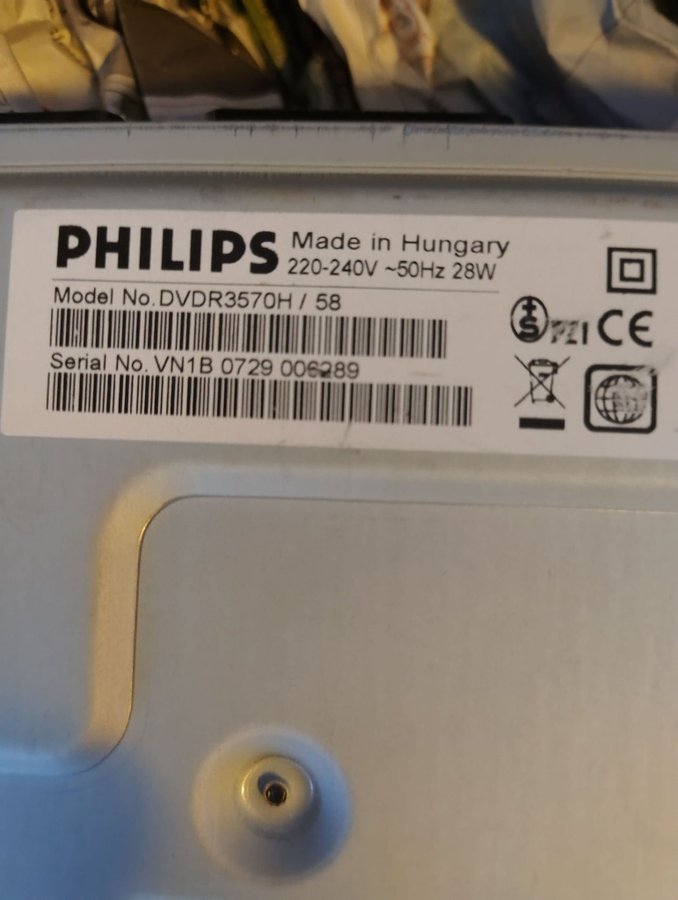 PHILIPS Made in Hungary
220-240V ~50Hz 28W
Model No. DVDR3570H / 58
Serial No. VN1B 0729 006289
S CE